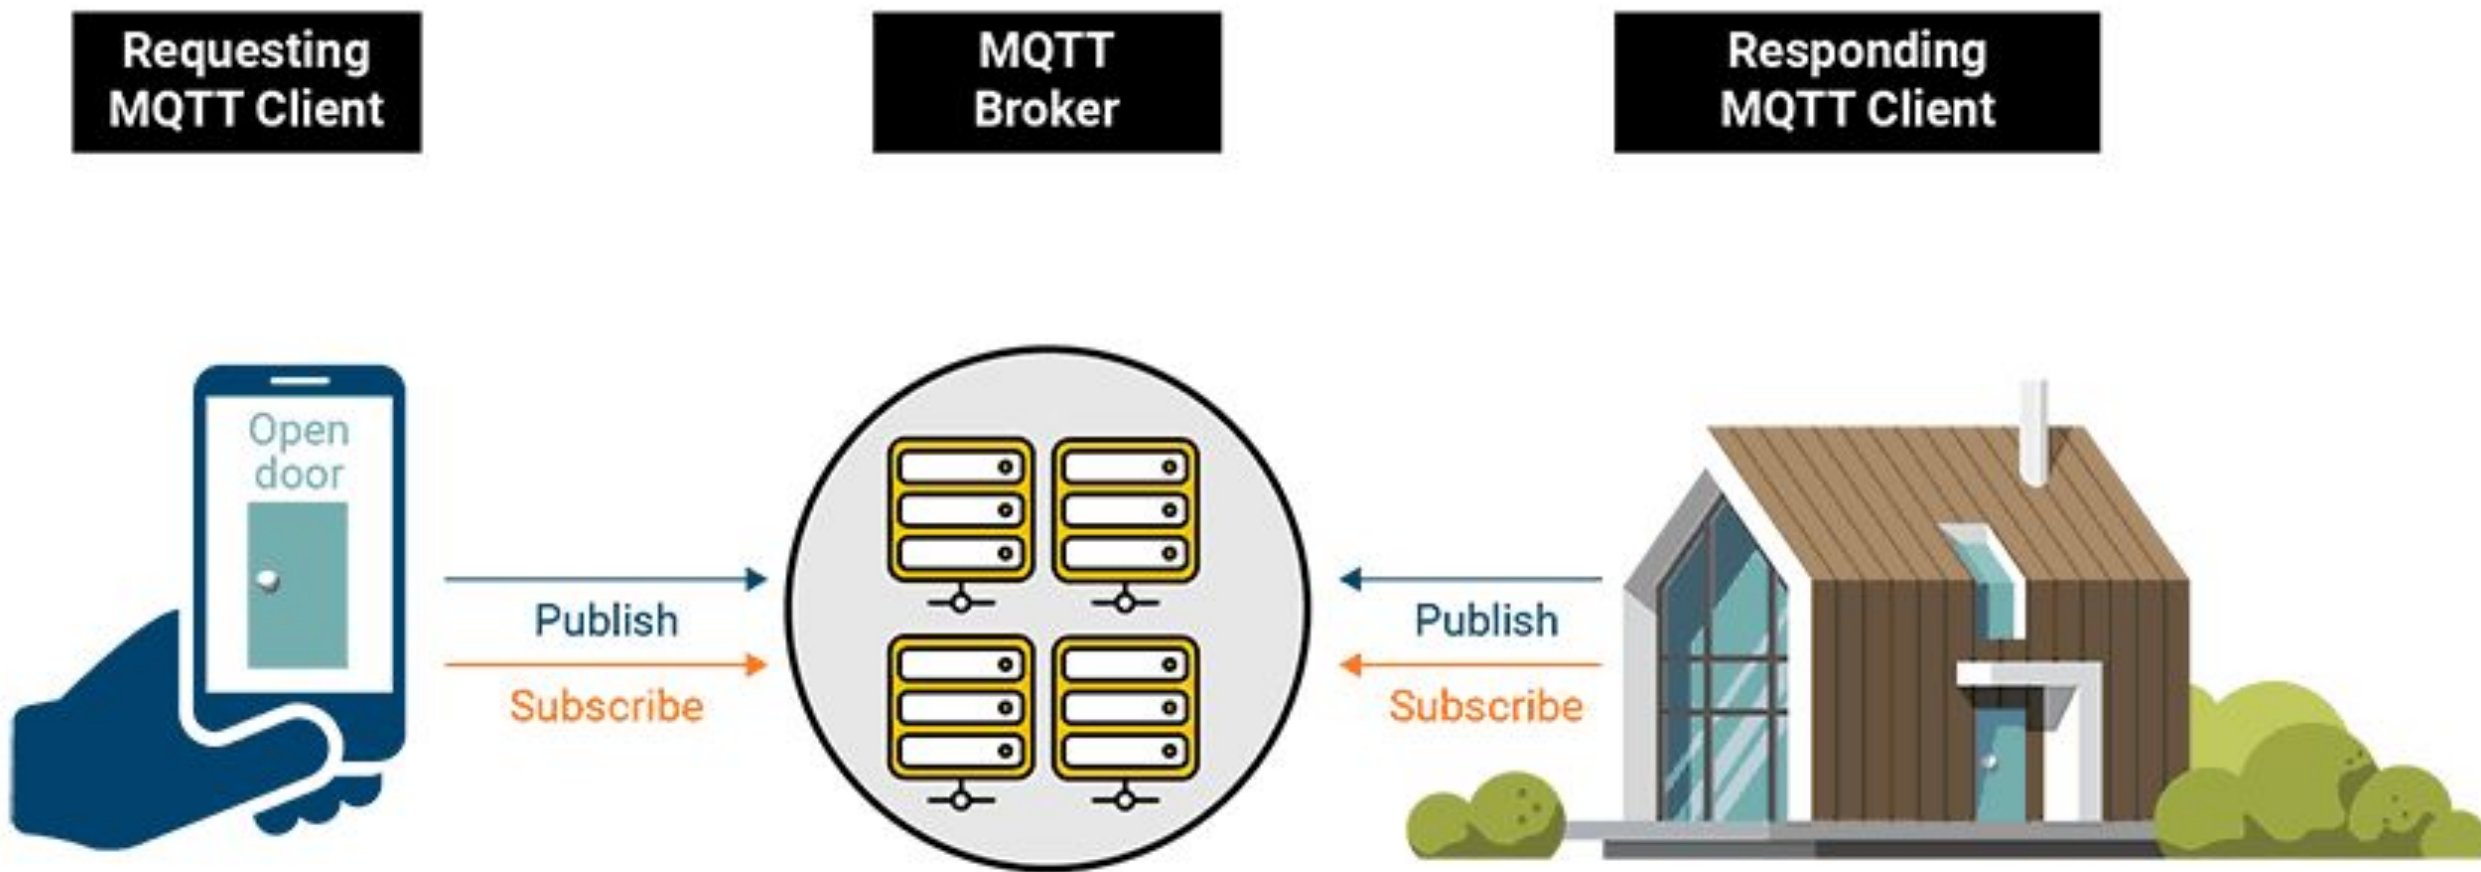 Requesting
MQTT Client
MQTT
Broker
Responding
MQTT Client
Open
door
Publish
Subscribe
Publish
Subscribe